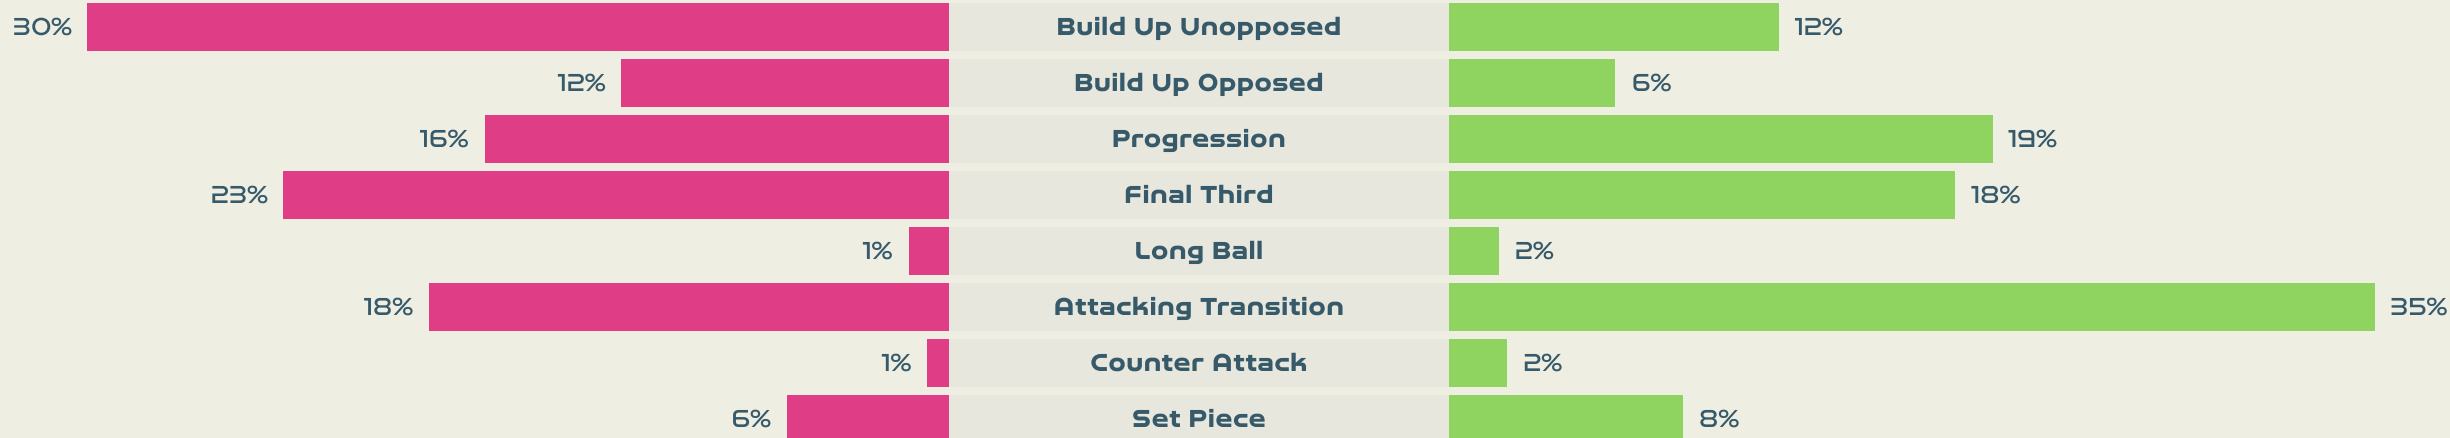 30% Build Up Unopposed 12%
12% Build Up Opposed 6%
16% Progression 19%
23% Final Third 18%
1% Long Ball 2%
18% Attacking Transition 35%
1% Counter Attack 2%
6% Set Piece 8%